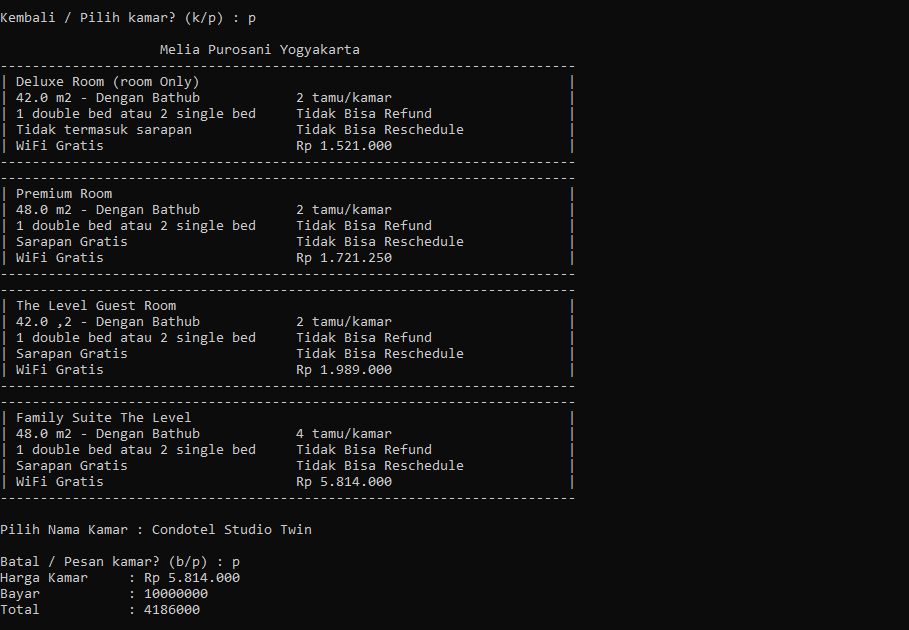 Kembali / Pilih kamar? (k/p) : p
Melia Purosani Yogyakarta
------------------------------------------------------------------------
| Deluxe Room (room Only) |
| 42.0 m2 - Dengan Bathub 2 tamu/kamar |
| 1 double bed atau 2 single bed Tidak Bisa Refund |
| Tidak termasuk sarapan Tidak Bisa Reschedule |
| WiFi Gratis Rp 1.521.000 |
------------------------------------------------------------------------
------------------------------------------------------------------------
| Premium Room |
| 48.0 m2 - Dengan Bathub 2 tamu/kamar |
| 1 double bed atau 2 single bed Tidak Bisa Refund |
| Sarapan Gratis Tidak Bisa Reschedule |
| WiFi Gratis Rp 1.721.250 |
------------------------------------------------------------------------
------------------------------------------------------------------------
| The Level Guest Room |
| 42.0 ,2 - Dengan Bathub 2 tamu/kamar |
| 1 double bed atau 2 single bed Tidak Bisa Refund |
| Sarapan Gratis Tidak Bisa Reschedule |
| WiFi Gratis Rp 1.989.000 |
------------------------------------------------------------------------
------------------------------------------------------------------------
| Family Suite The Level |
| 48.0 m2 - Dengan Bathub 4 tamu/kamar |
| 1 double bed atau 2 single bed Tidak Bisa Refund |
| Sarapan Gratis Tidak Bisa Reschedule |
| WiFi Gratis Rp 5.814.000 |
------------------------------------------------------------------------
Pilih Nama Kamar : Condotel Studio Twin
Batal / Pesan kamar? (b/p) : p
Harga Kamar : Rp 5.814.000
Bayar : 10000000
Total : 4186000